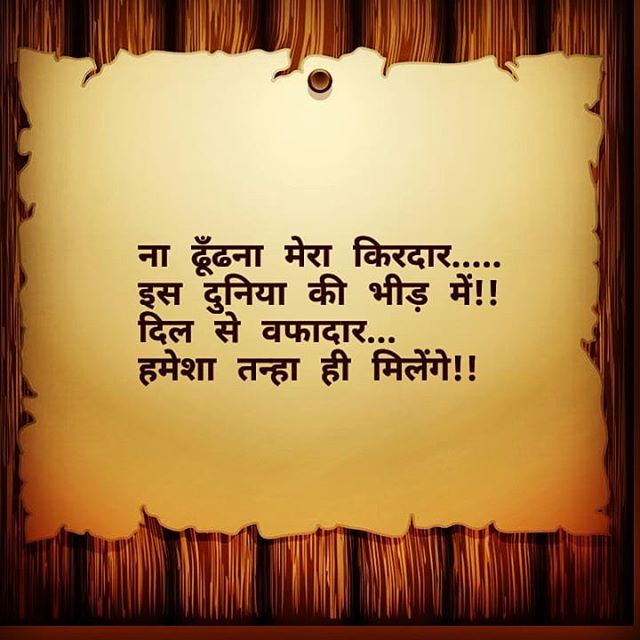 ना ढूँढना मेरा किरदार.....
इस दुनिया की भीड़ में!!
दिल से वफादार...
हमेशा तन्हा ही मिलेंगे!!